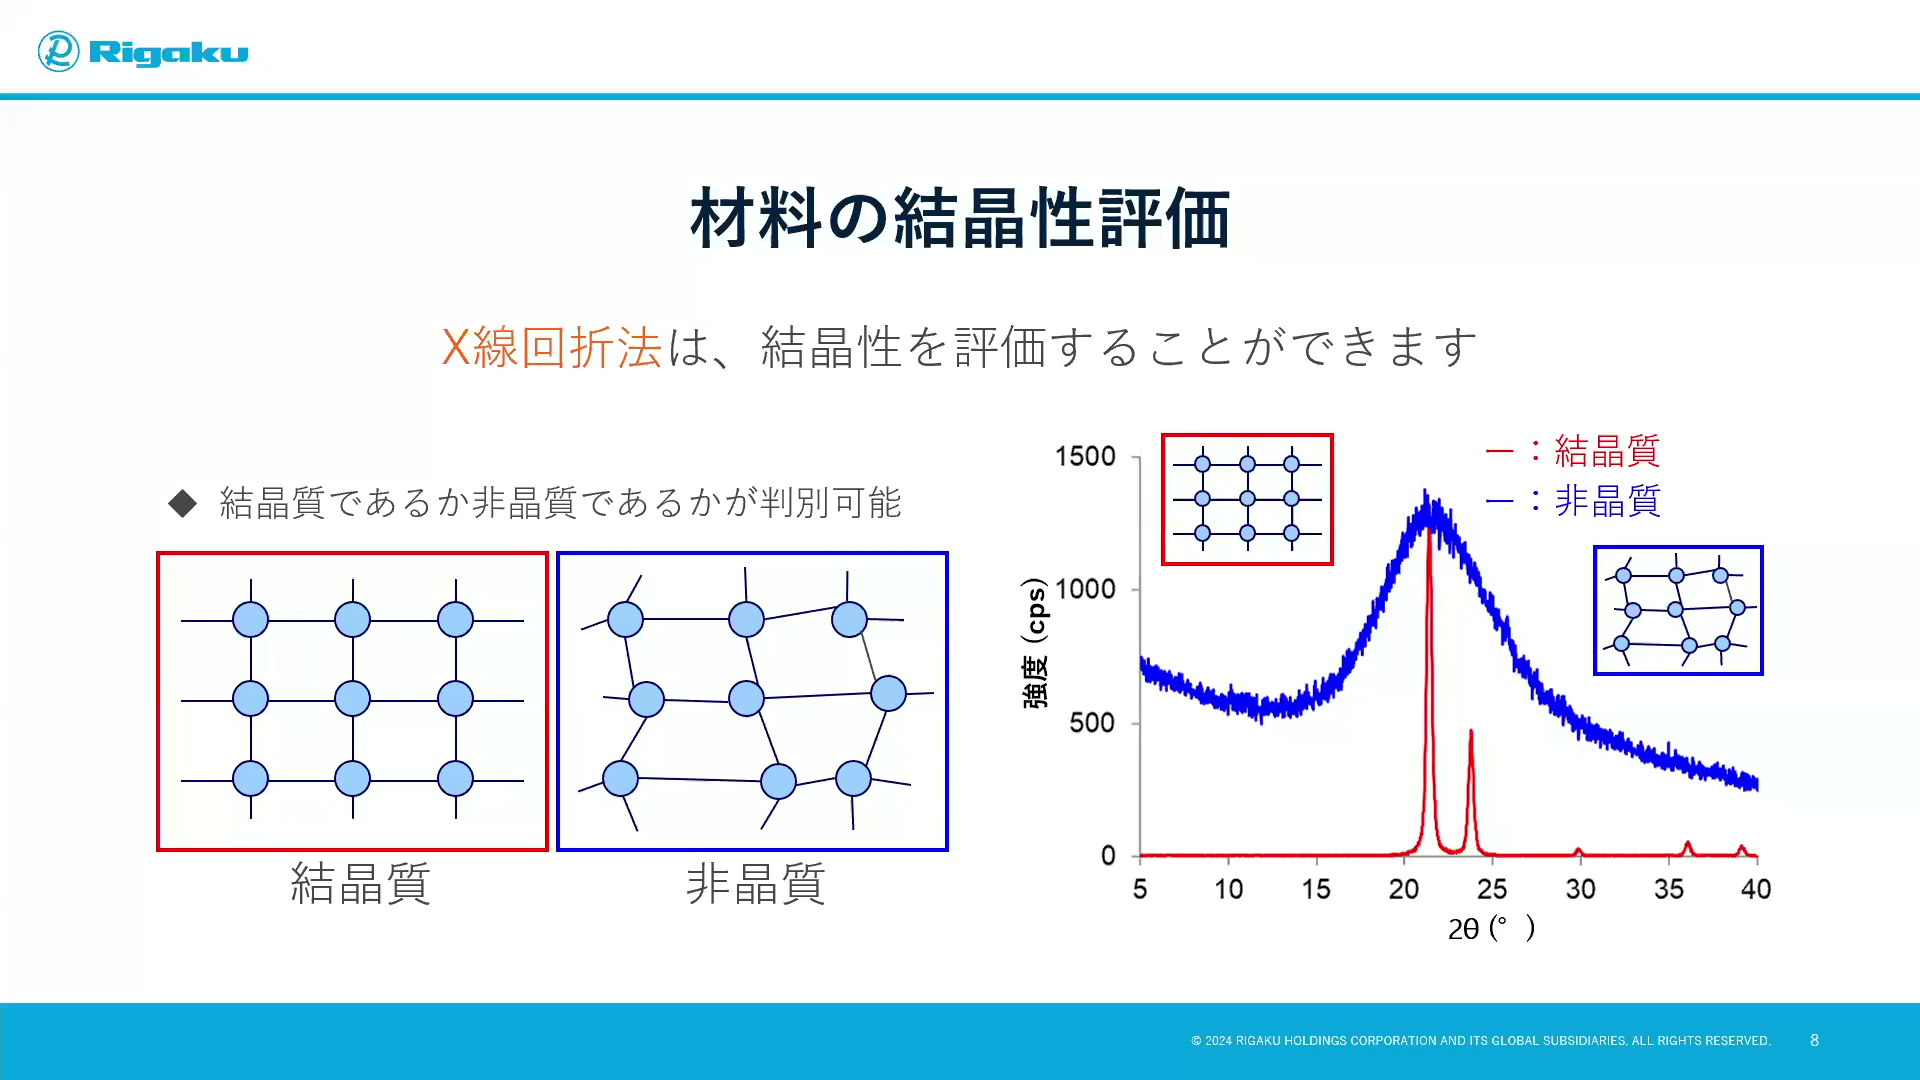 Rigaku
材料の結晶性評価
X線回折法は、結晶性を評価することができます
◆ 結晶質であるか非晶質であるかが判別可能
結晶質
非晶質
ー：結晶質
ー：非晶質
強度 (cps)
1500
1000
500
0
5 10 15 20 25 30 35 40
2θ (°)
© 2024 RIGAKU HOLDINGS CORPORATION AND ITS GLOBAL SUBSIDIARIES. ALL RIGHTS RESERVED. 8